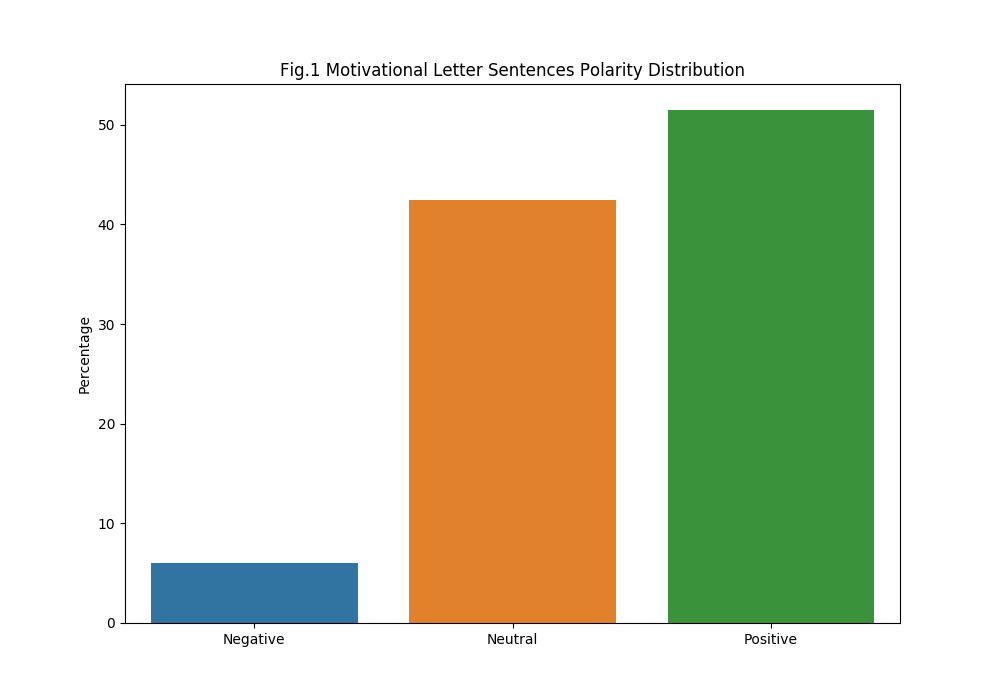 Fig.1 Motivational Letter Sentences Polarity Distribution
Percentage
50
40
30
20
10
0
Negative Neutral Positive